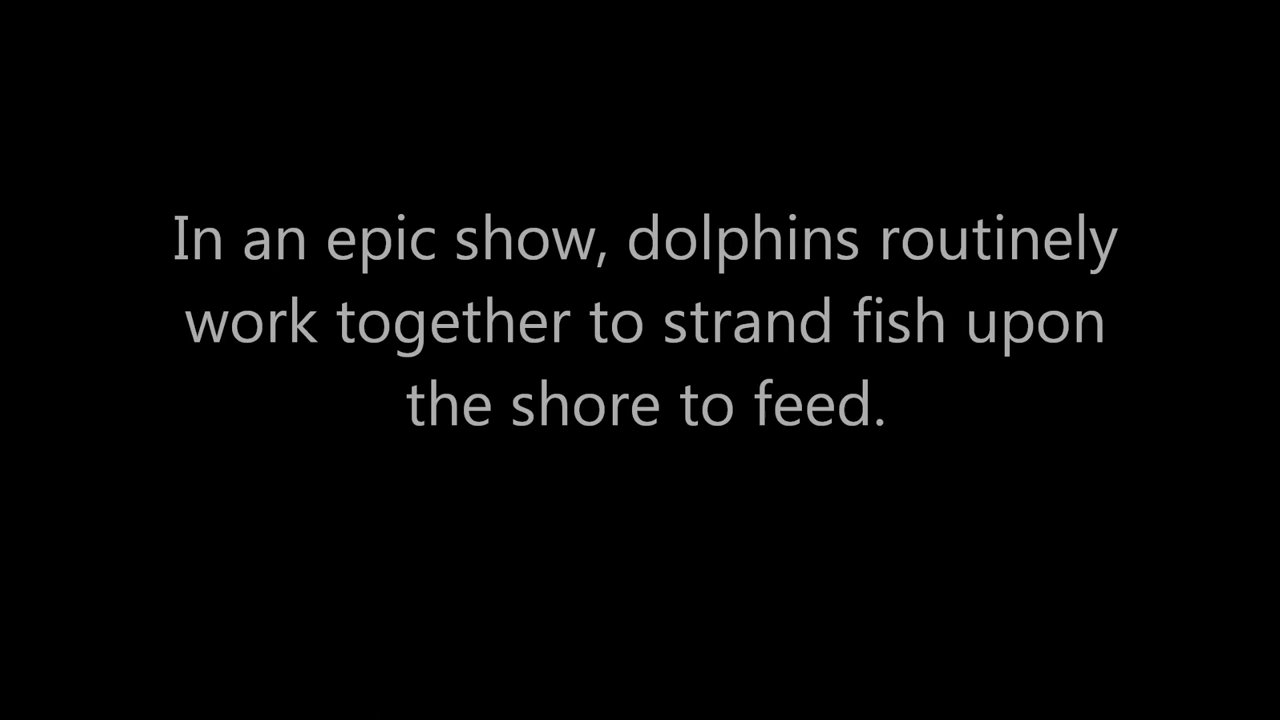 In an epic show, dolphins routinely
work together to strand fish upon
the shore to feed.